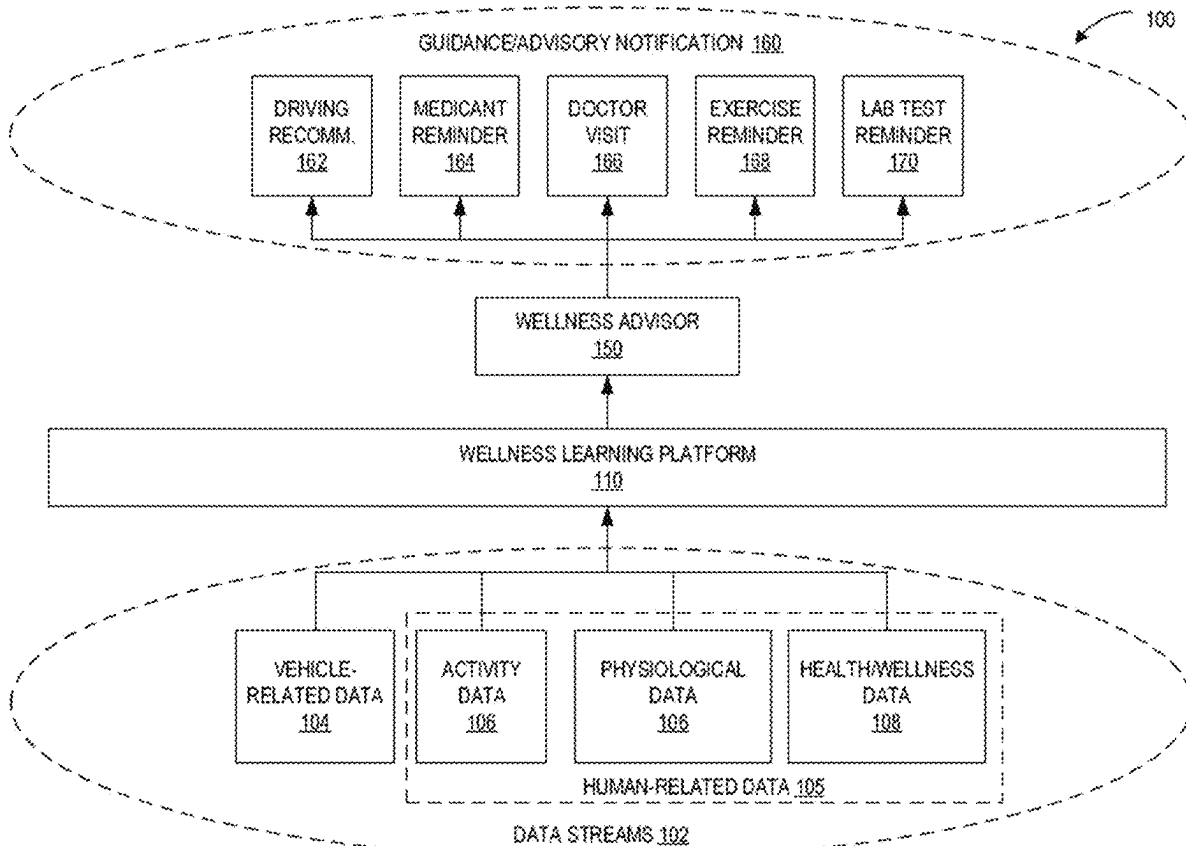 100
GUIDANCE/ADVISORY NOTIFICATION 160
DRIVING
RECOMM.
162
MEDICANT
REMINDER
164
DOCTOR
VISIT
166
EXERCISE
REMINDER
168
LAB TEST
REMINDER
170
WELLNESS ADVISOR
150
WELLNESS LEARNING PLATFORM
110
VEHICLE-
RELATED DATA
104
ACTIVITY
DATA
106
PHYSIOLOGICAL
DATA
106
HEALTH/WELLNESS
DATA
108
HUMAN-RELATED DATA 105
DATA STREAMS 102